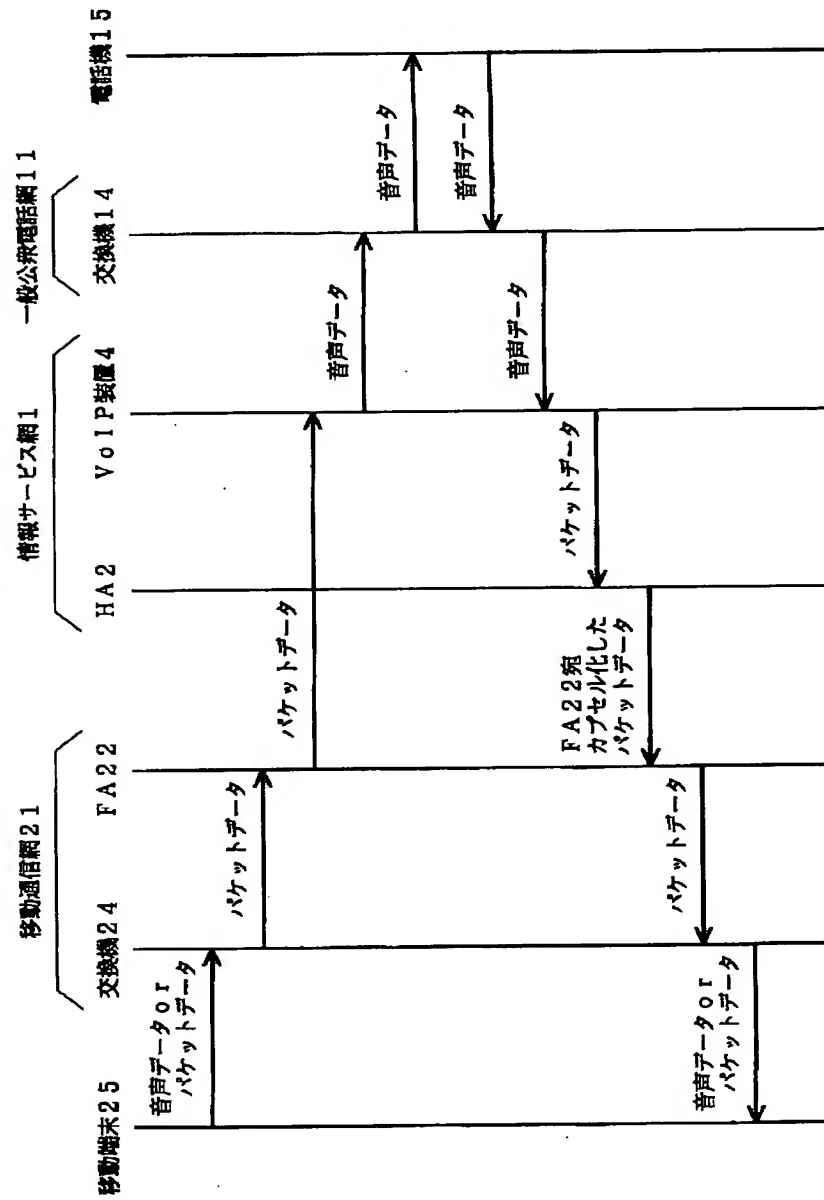 移動通信網21
情報サービス網1
一般公衆電話網11
移動端末25
交換機24
FA22
HA2
VoIP装置4
交換機14
電話機15
音声データor
パケットデータ
パケットデータ
パケットデータ
音声データ
音声データ
音声データ
音声データ
パケットデータ
FA22宛
カプセル化した
パケットデータ
パケットデータ
音声データor
パケットデータ